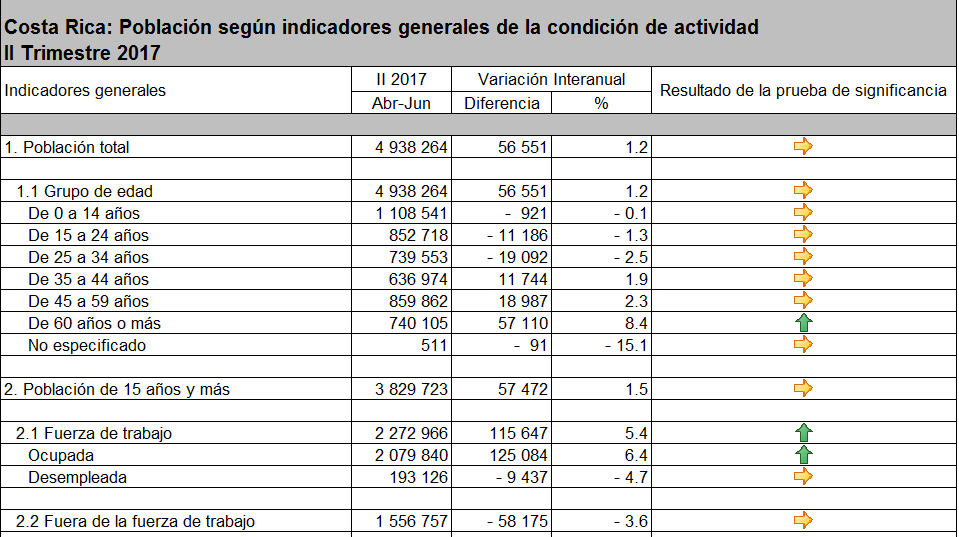 Costa Rica: Población según indicadores generales de la condición de actividad
II Trimestre 2017
Indicadores generales II 2017 Variación Interanual Resultado de la prueba de significancia
Abr-Jun Diferencia %
1. Población total 4 938 264 56 551 1.2
1.1 Grupo de edad 4 938 264 56 551 1.2
De 0 a 14 años 1 108 541 - 921 - 0.1
De 15 a 24 años 852 718 - 11 186 - 1.3
De 25 a 34 años 739 553 - 19 092 - 2.5
De 35 a 44 años 636 974 11 744 1.9
De 45 a 59 años 859 862 18 987 2.3
De 60 años o más 740 105 57 110 8.4
No especificado 511 - 91 - 15.1
2. Población de 15 años y más 3 829 723 57 472 1.5
2.1 Fuerza de trabajo 2 272 966 115 647 5.4
Ocupada 2 079 840 125 084 6.4
Desempleada 193 126 - 9 437 - 4.7
2.2 Fuera de la fuerza de trabajo 1 556 757 - 58 175 - 3.6